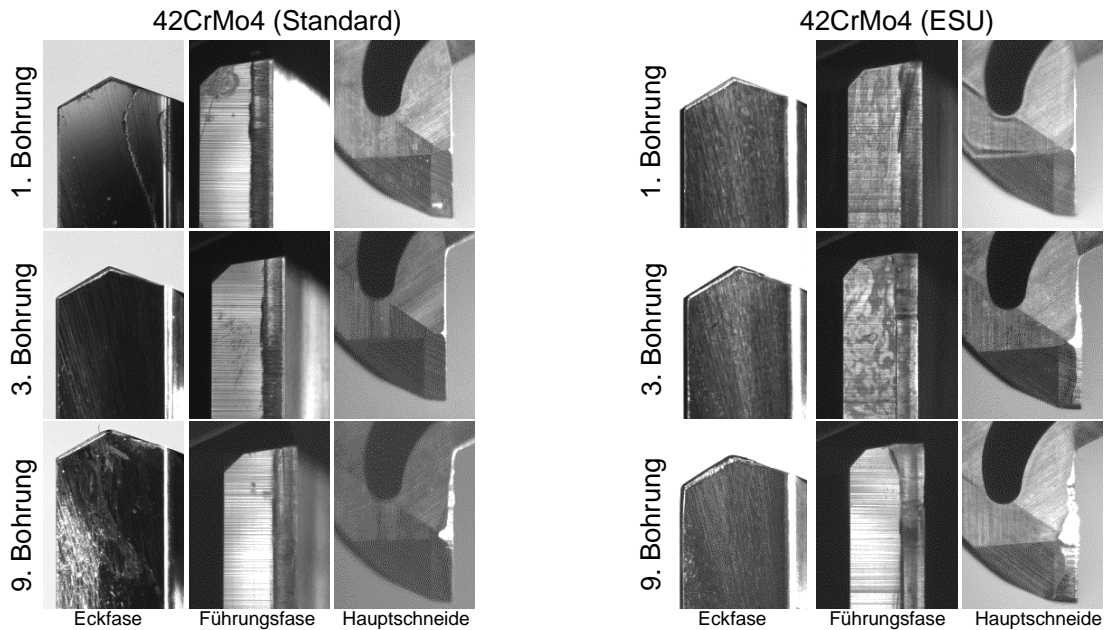 42CrMo4 (Standard)
1. Bohrung
3. Bohrung
9. Bohrung
Eckfase Führungsfase Hauptschneide
42CrMo4 (ESU)
1. Bohrung
3. Bohrung
9. Bohrung
Eckfase Führungsfase Hauptschneide